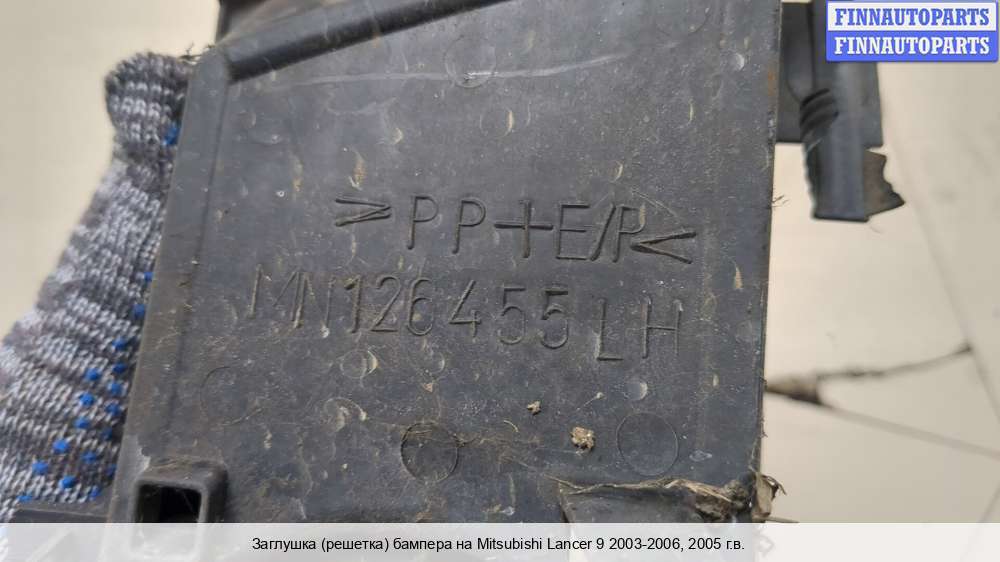 FINNAUTOPARTS
FINNAUTOPARTS
>PP+E/P<
MN126455LH
Заглушка (решетка) бампера на Mitsubishi Lancer 9 2003-2006, 2005 г.в.